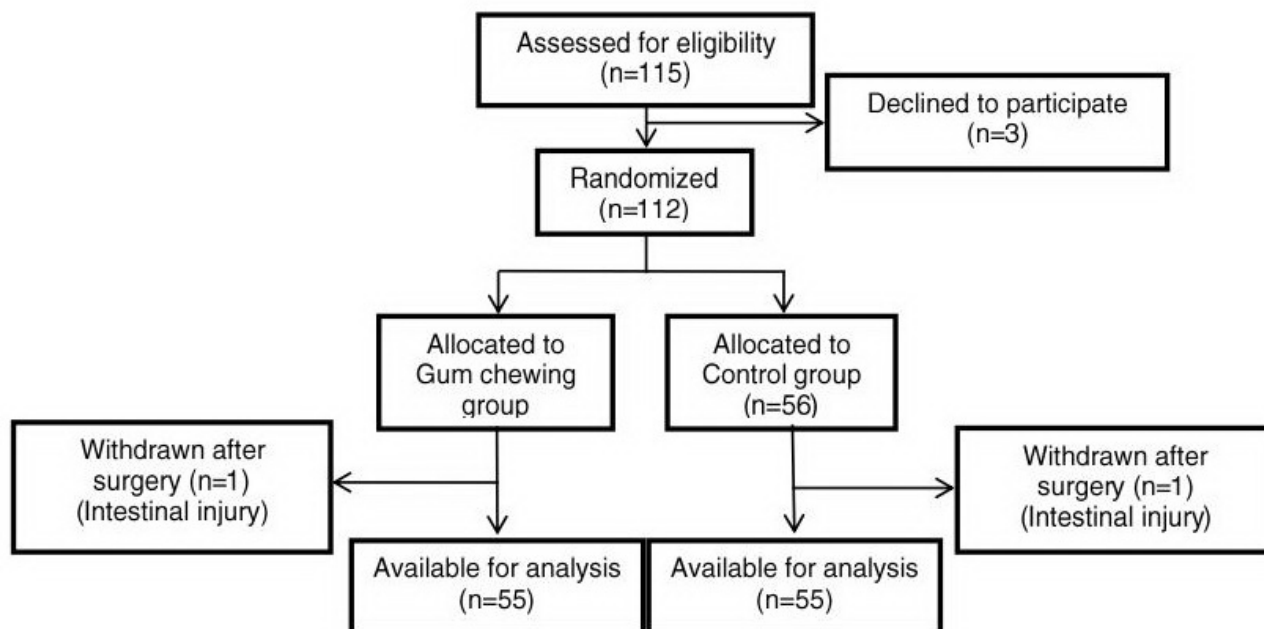 Assessed for eligibility
(n=115)
Declined to participate
(n=3)
Randomized
(n=112)
Allocated to
Gum chewing
group
Allocated to
Control group
(n=56)
Withdrawn after
surgery (n=1)
(Intestinal injury)
Withdrawn after
surgery (n=1)
(Intestinal injury)
Available for analysis
(n=55)
Available for analysis
(n=55)